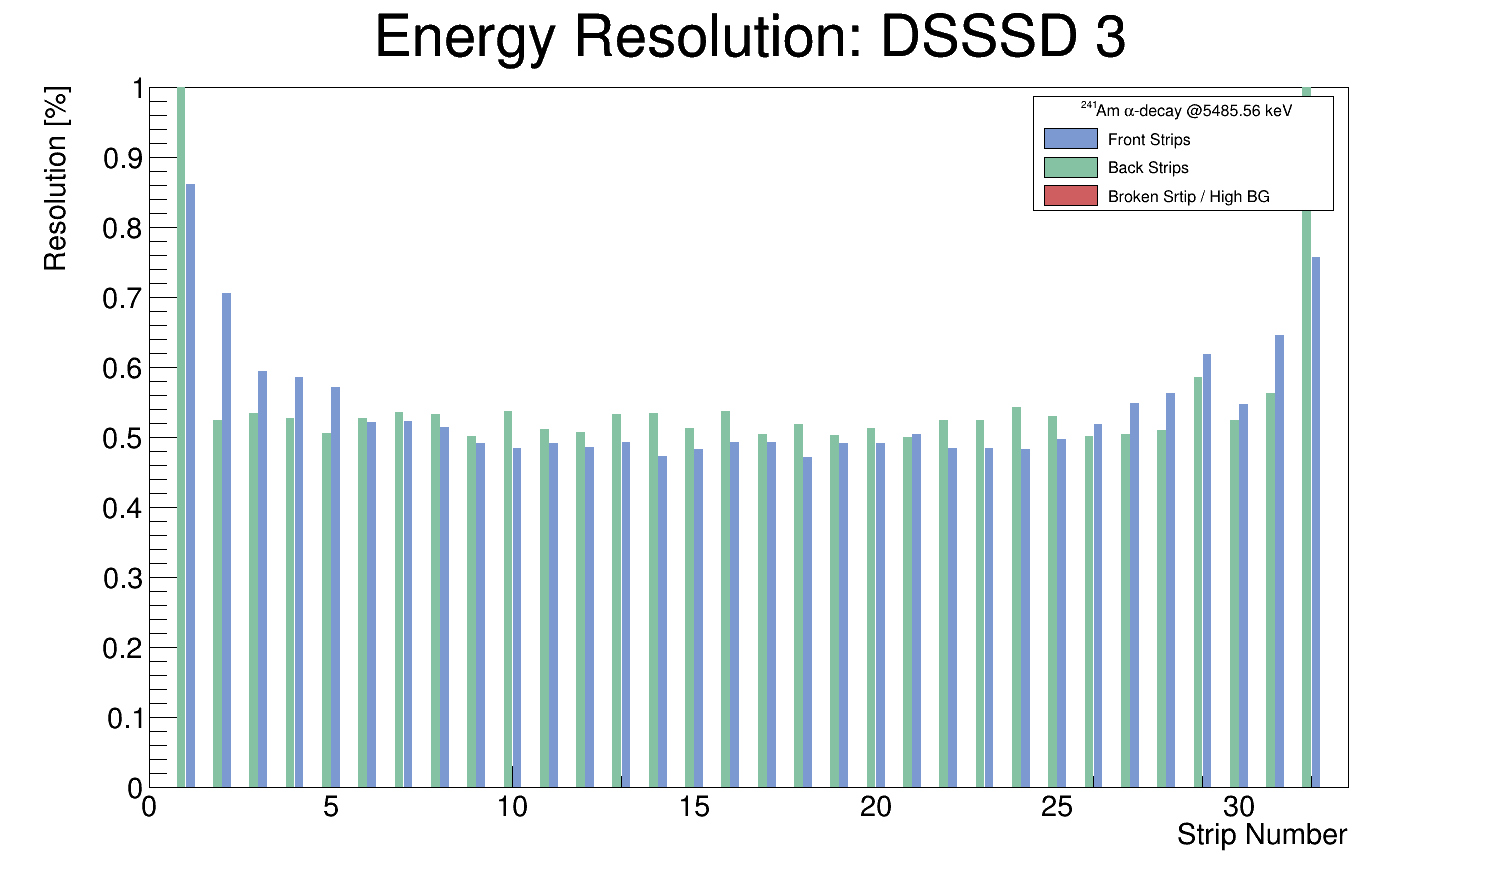 Energy Resolution: DSSSD 3
Resolution [%]
1
0.9
0.8
0.7
0.6
0.5
0.4
0.3
0.2
0.1
0
²⁴¹Am α-decay @5485.56 keV
Front Strips
Back Strips
Broken Srtip / High BG
0 5 10 15 20 25 30
Strip Number